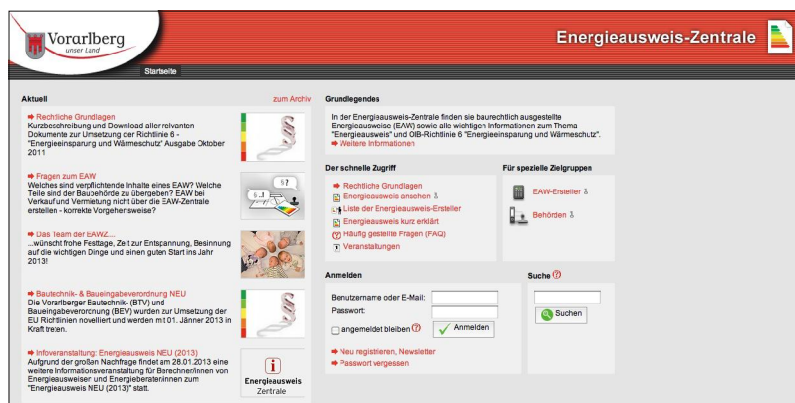 Vorarlberg
unser Land
Energieausweis-Zentrale
Startseite
Aktuell
zum Archiv
Rechtliche Grundlagen
Kurzbeschreibung und Download aller relvanten
Dokumente zur Umsetzung der Richtlinie 6 -
"Energieeinsparung und Wärmeschutz" Ausgabe Oktober
2011
Fragen zum EAW
Welches sind verpflichtende Inhalte eines EAW? Welche
Teile sind der Baubehörde zu übergeben? EAW bei
Verkauf und Vermietung nicht über die EAW-Zentrale
erstellen - korrekte Vorgehensweise?
§?
§..!
Das Team der EAWZ...
...wünscht frohe Festtage, Zeit zur Entspannung, Besinnung
auf die wichtigen Dinge und einen guten Start ins Jahr
2013!
Bautechnik- & Baueingabeverordnung NEU
Die Vorarlberger Bautechnik- (BTV) und
Baueingabeverordnung (BEV) wurden zur Umsetzung der
EU Richtlinien novelliert und werden mit 01. Jänner 2013 in
Kraft treten.
Infoveranstaltung: Energieausweis NEU (2013)
Aufgrund der großen Nachfrage findet am 28.01.2013 eine
weitere Informationsveranstaltung für Berechner/innen von
Energieausweisen und Energieberater/innen zum
"Energieausweis NEU (2013)" statt.
i
Energieausweis
Zentrale
Grundlegendes
In der Energieausweis-Zentrale finden sie baurechtlich ausgestellte
Energieausweise (EAW) sowie alle wichtigen Informationen zum Thema
"Energieausweis" und OIB-Richtlinie 6 "Energieeinsparung und Wärmeschutz".
Weitere Informationen
Der schnelle Zugriff
Rechtliche Grundlagen
Energieausweis ansehen
Liste der Energieausweis-Ersteller
Energieausweis kurz erklärt
Häufig gestellte Fragen (FAQ)
Veranstaltungen
Für spezielle Zielgruppen
EAW-Ersteller
Behörden
Anmelden
Benutzername oder E-Mail:
Passwort:
angemeldet bleiben ?
Anmelden
Neu registrieren, Newsletter
Passwort vergessen
Suche ?
Suchen